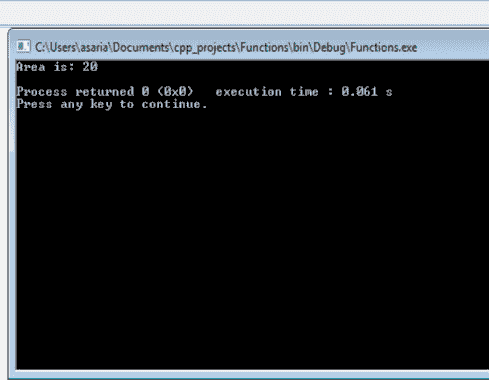 C:\Users\asaria\Documents\cpp_projects\Functions\bin\Debug\Functions.exe
Area is: 20
Process returned 0 (0x0)   execution time : 0.061 s
Press any key to continue.